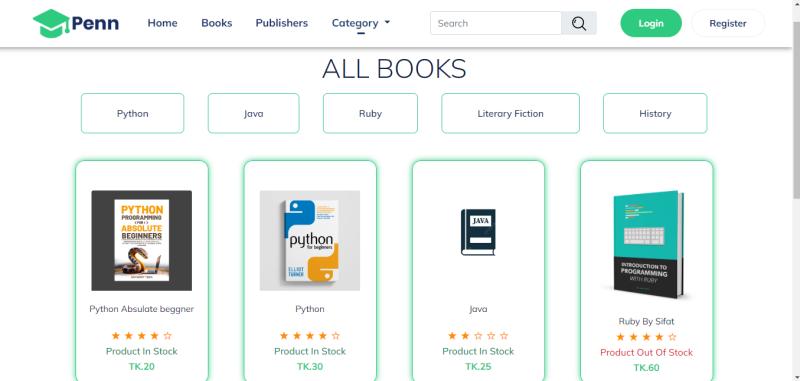 Penn
Home Books Publishers Category
Search
Login Register
ALL BOOKS
Python Java Ruby Literary Fiction History
PYTHON
PROGRAMMING
FOR
ABSOLUTE
BEGINNERS
python
for beginners
ELLIOT
TURNER
JAVA
INTRODUCTION TO
PROGRAMMING
WITH RUBY
Python Absulate beggner
Python
Java
Ruby By Sifat
Product In Stock
TK.20
Product In Stock
TK.30
Product In Stock
TK.25
Product Out Of Stock
TK.60